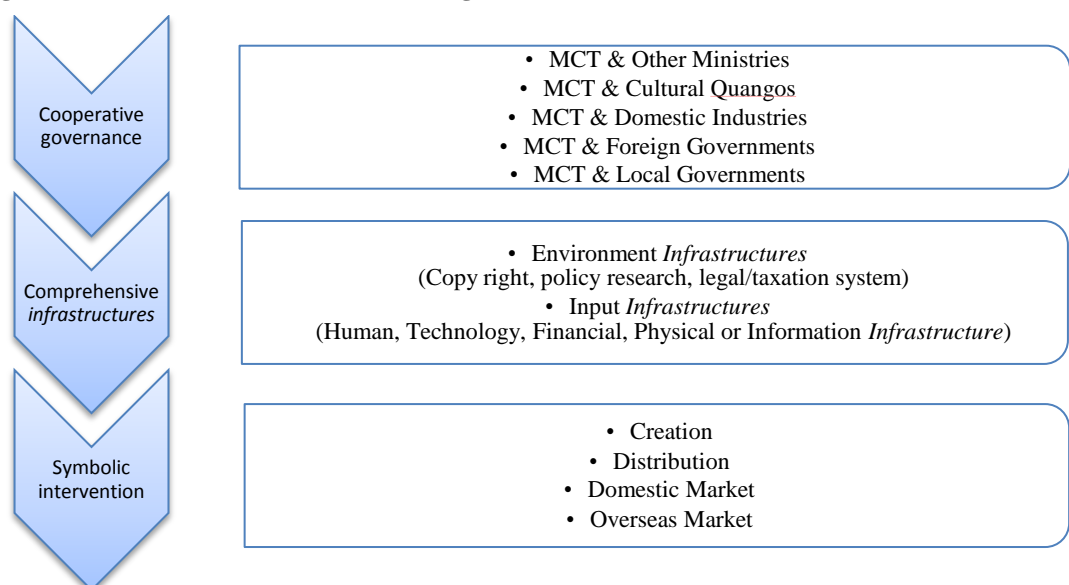 Cooperative
governance
• MCT & Other Ministries
• MCT & Cultural Quangos
• MCT & Domestic Industries
• MCT & Foreign Governments
• MCT & Local Governments
Comprehensive
infrastructures
• Environment Infrastructures
(Copy right, policy research, legal/taxation system)
• Input Infrastructures
(Human, Technology, Financial, Physical or Information Infrastructure)
Symbolic
intervention
• Creation
• Distribution
• Domestic Market
• Overseas Market